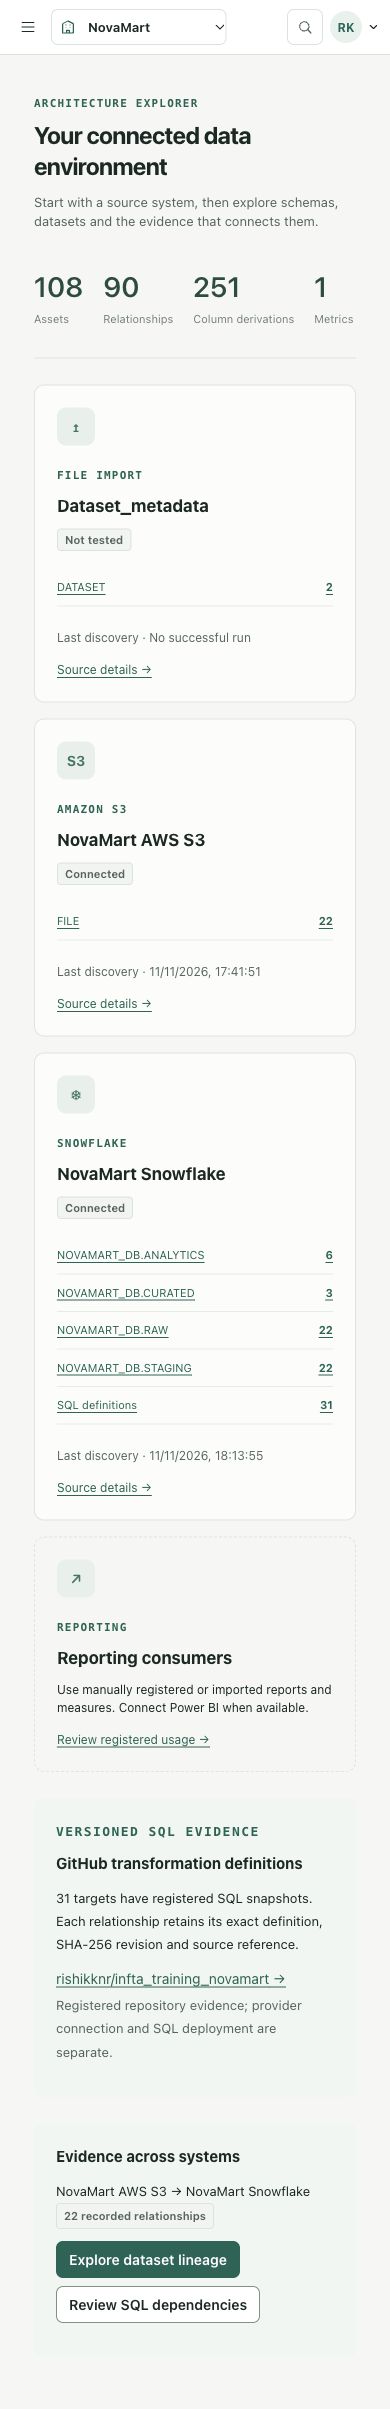 NovaMart
RK
ARCHITECTURE EXPLORER
Your connected data
environment
Start with a source system, then explore schemas,
datasets and the evidence that connects them.
108 90 251 1
Assets Relationships Column derivations Metrics
↥
FILE IMPORT
Dataset_metadata
Not tested
DATASET 2
Last discovery · No successful run
Source details →
S3
AMAZON S3
NovaMart AWS S3
Connected
FILE 22
Last discovery · 11/11/2026, 17:41:51
Source details →
❄
SNOWFLAKE
NovaMart Snowflake
Connected
NOVAMART_DB.ANALYTICS 6
NOVAMART_DB.CURATED 3
NOVAMART_DB.RAW 22
NOVAMART_DB.STAGING 22
SQL definitions 31
Last discovery · 11/11/2026, 18:13:55
Source details →
↗
REPORTING
Reporting consumers
Use manually registered or imported reports and
measures. Connect Power BI when available.
Review registered usage →
VERSIONED SQL EVIDENCE
GitHub transformation definitions
31 targets have registered SQL snapshots.
Each relationship retains its exact definition,
SHA-256 revision and source reference.
rishikknr/infta_training_novamart →
Registered repository evidence; provider
connection and SQL deployment are
separate.
Evidence across systems
NovaMart AWS S3 → NovaMart Snowflake
22 recorded relationships
Explore dataset lineage
Review SQL dependencies